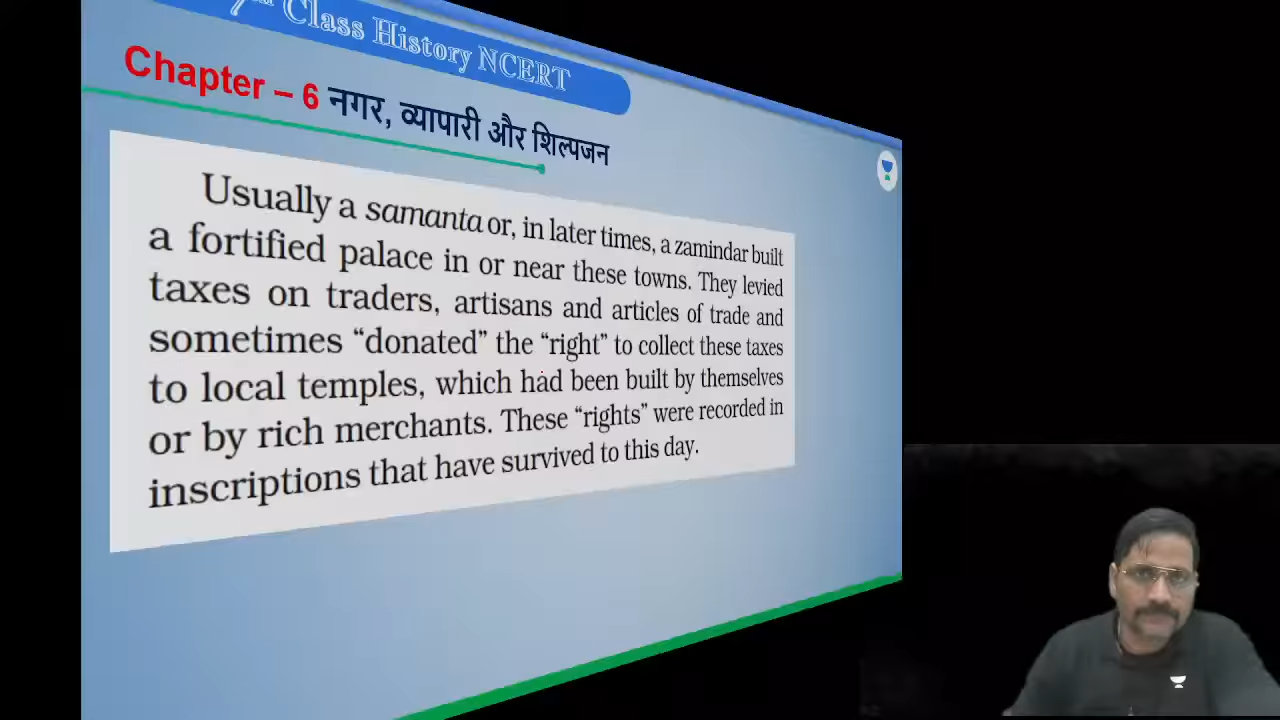 7th Class History NCERT
Chapter – 6 नगर, व्यापारी और शिल्पजन
Usually a samanta or, in later times, a zamindar built
a fortified palace in or near these towns. They levied
taxes on traders, artisans and articles of trade and
sometimes “donated” the “right” to collect these taxes
to local temples, which had been built by themselves
or by rich merchants. These “rights” were recorded in
inscriptions that have survived to this day.